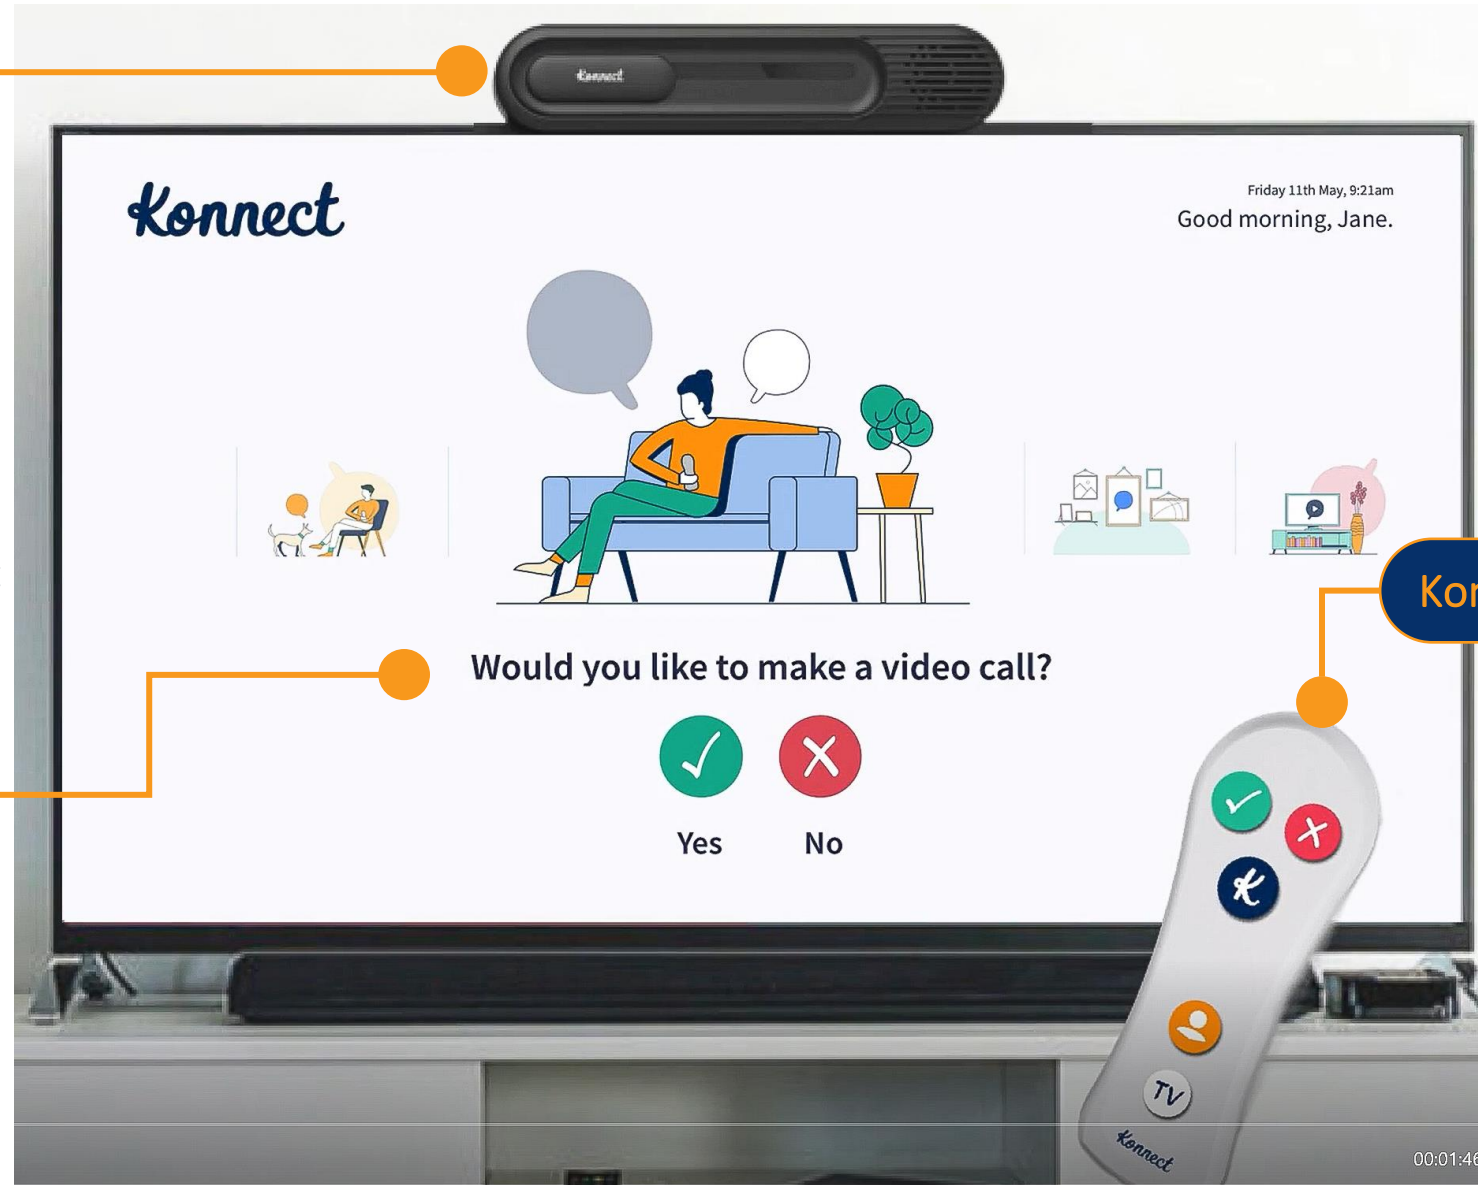 Konnect
Konnect
Friday 11th May, 9:21am
Good morning, Jane.
Would you like to make a video call?
Yes No
K
TV
Konnect
00:01:46